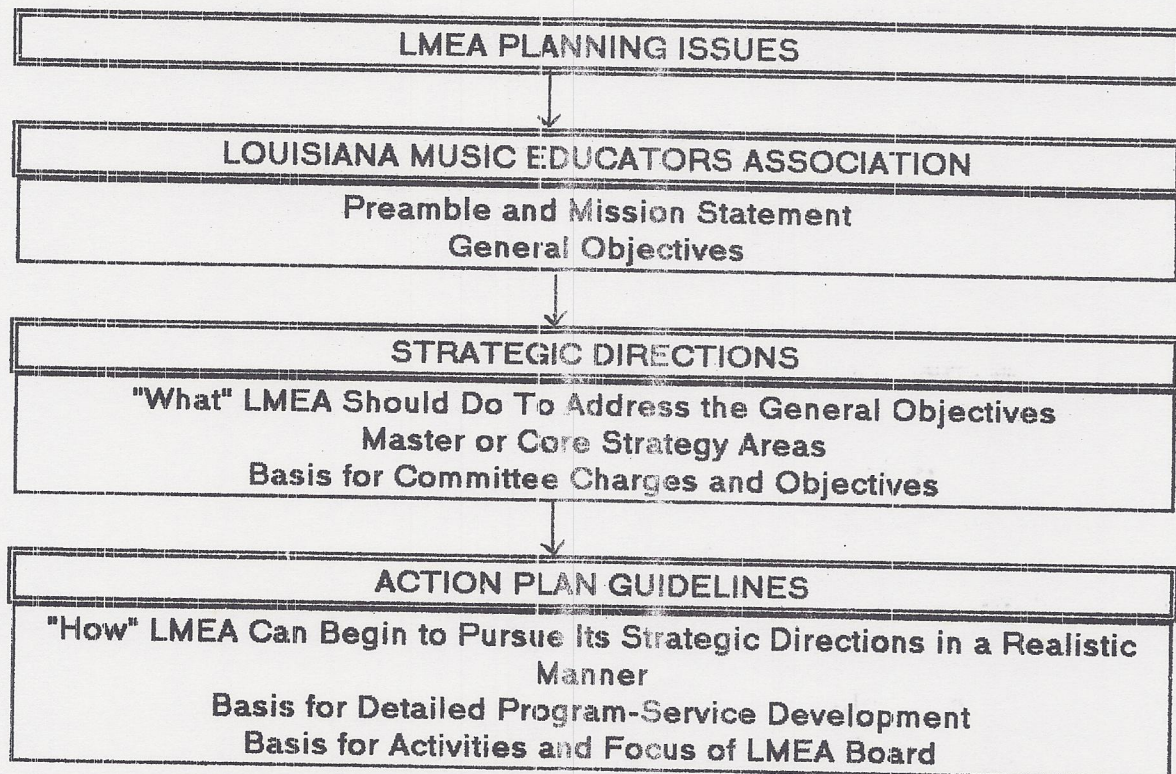 LMEA PLANNING ISSUES
LOUISIANA MUSIC EDUCATORS ASSOCIATION
Preamble and Mission Statement
General Objectives
STRATEGIC DIRECTIONS
"What" LMEA Should Do To Address the General Objectives
Master or Core Strategy Areas
Basis for Committee Charges and Objectives
ACTION PLAN GUIDELINES
"How" LMEA Can Begin to Pursue Its Strategic Directions in a Realistic
Manner
Basis for Detailed Program-Service Development
Basis for Activities and Focus of LMEA Board